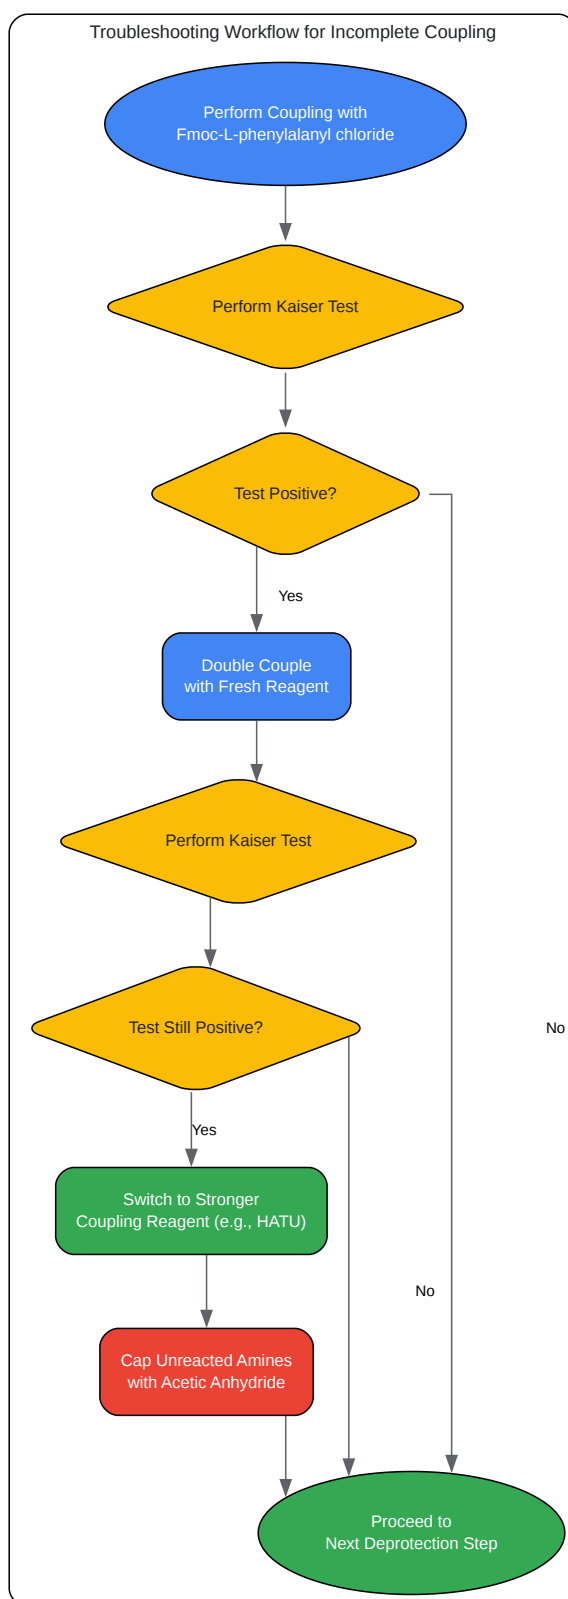 Troubleshooting Workflow for Incomplete Coupling
Perform Coupling with
Fmoc-L-phenylalanyl chloride
Perform Kaiser Test
Test Positive?
Yes
Double Couple
with Fresh Reagent
Perform Kaiser Test
Test Still Positive?
No
Yes
Switch to Stronger
Coupling Reagent (e.g., HATU)
No
Cap Unreacted Amines
with Acetic Anhydride
Proceed to
Next Deprotection Step